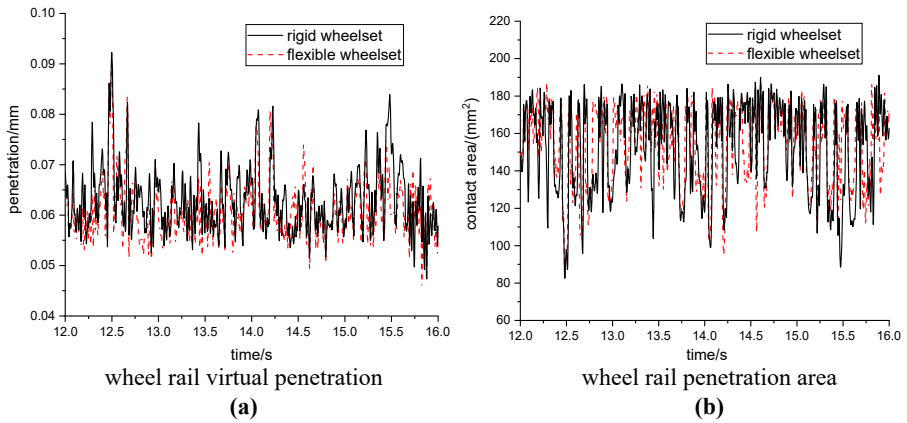 0.10
0.09
0.08
0.07
0.06
0.05
0.04
penetration/mm
rigid wheelset
flexible wheelset
12.0 12.5 13.0 13.5 14.0 14.5 15.0 15.5 16.0
time/s
wheel rail virtual penetration
(a)
220
200
180
160
140
120
100
80
60
contact area/(mm²)
rigid wheelset
flexible wheelset
12.0 12.5 13.0 13.5 14.0 14.5 15.0 15.5 16.0
time/s
wheel rail penetration area
(b)